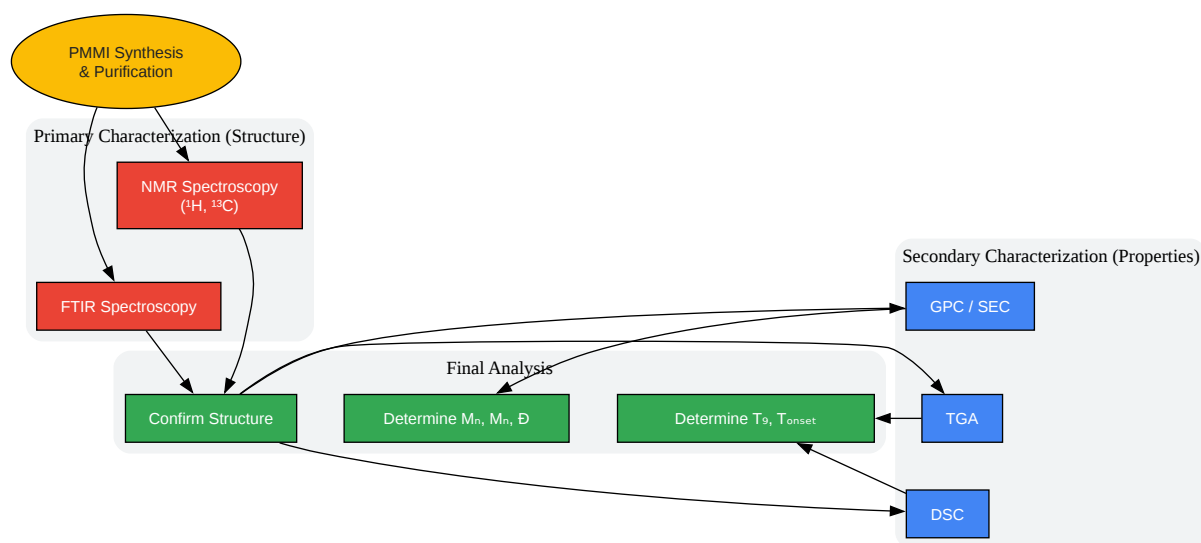 PMMI Synthesis
& Purification
Primary Characterization (Structure)
NMR Spectroscopy
(¹H, ¹³C)
FTIR Spectroscopy
Secondary Characterization (Properties)
GPC / SEC
Final Analysis
Confirm Structure
Determine Mₙ, Mₙ, Đ
Determine T₉, Tₒₙₛₑₜ
TGA
DSC